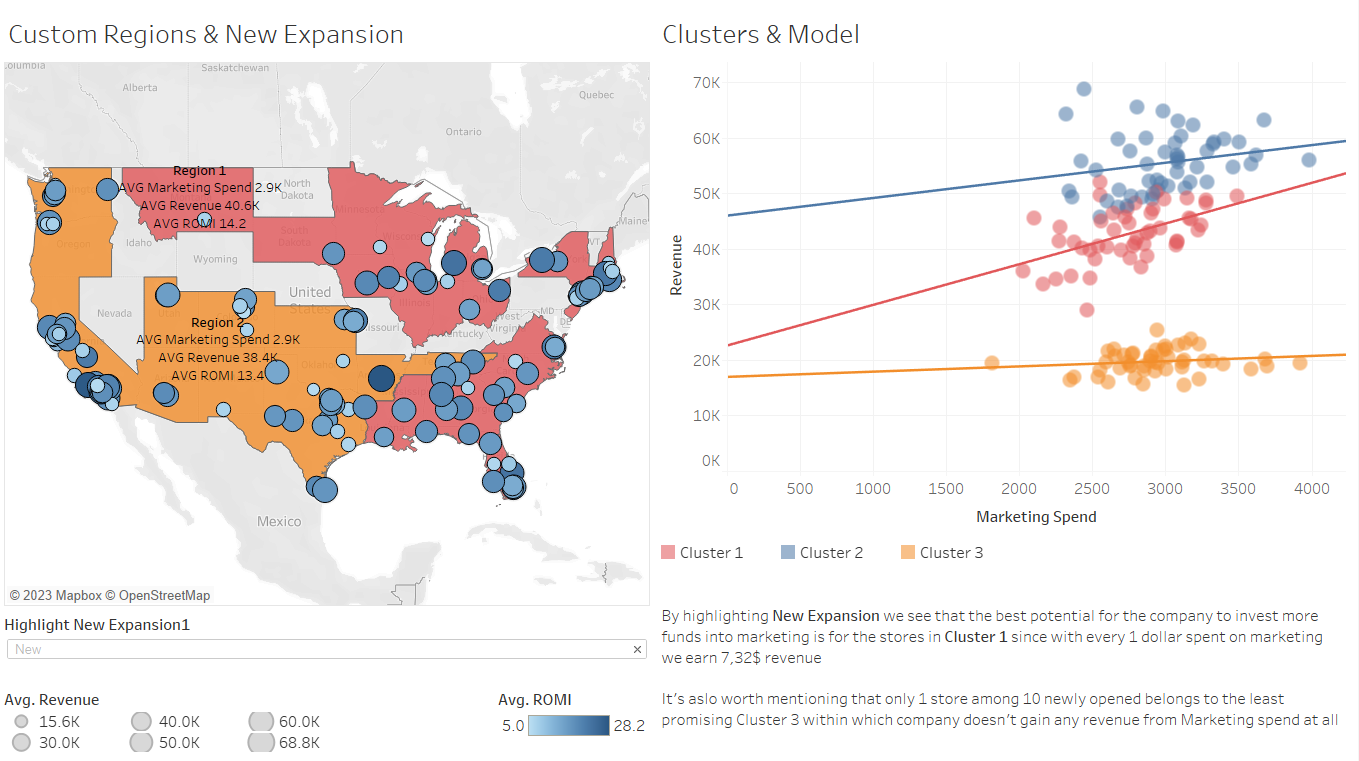 Custom Regions & New Expansion
Clusters & Model
Saskatchewan
Alberta
Quebec
Ontario
Region 1
AVG Marketing Spend 2.9K
AVG Revenue 40.6K
AVG ROMI 14.2
North
Dakota
Minnesota
Maine
VT
Oregon
Idaho
South
Dakota
Wyoming
United
States
Nevada
Illinois
MD
DE
West
Virginia
Kentucky
Region 2
AVG Marketing Spend 2.9K
AVG Revenue 38.4K
AVG ROMI 13.4
Oklahoma
Mexico
© 2023 Mapbox © OpenStreetMap
Highlight New Expansion1
New
×
Avg. Revenue
15.6K
40.0K
60.0K
30.0K
50.0K
68.8K
Avg. ROMI
5.0
28.2
70K
60K
50K
40K
30K
20K
10K
0K
Revenue
0
500
1000
1500
2000
2500
3000
3500
4000
Marketing Spend
Cluster 1
Cluster 2
Cluster 3
By highlighting New Expansion we see that the best potential for the company to invest more
funds into marketing is for the stores in Cluster 1 since with every 1 dollar spent on marketing
we earn 7,32$ revenue
It's aslo worth mentioning that only 1 store among 10 newly opened belongs to the least
promising Cluster 3 within which company doesn't gain any revenue from Marketing spend at all